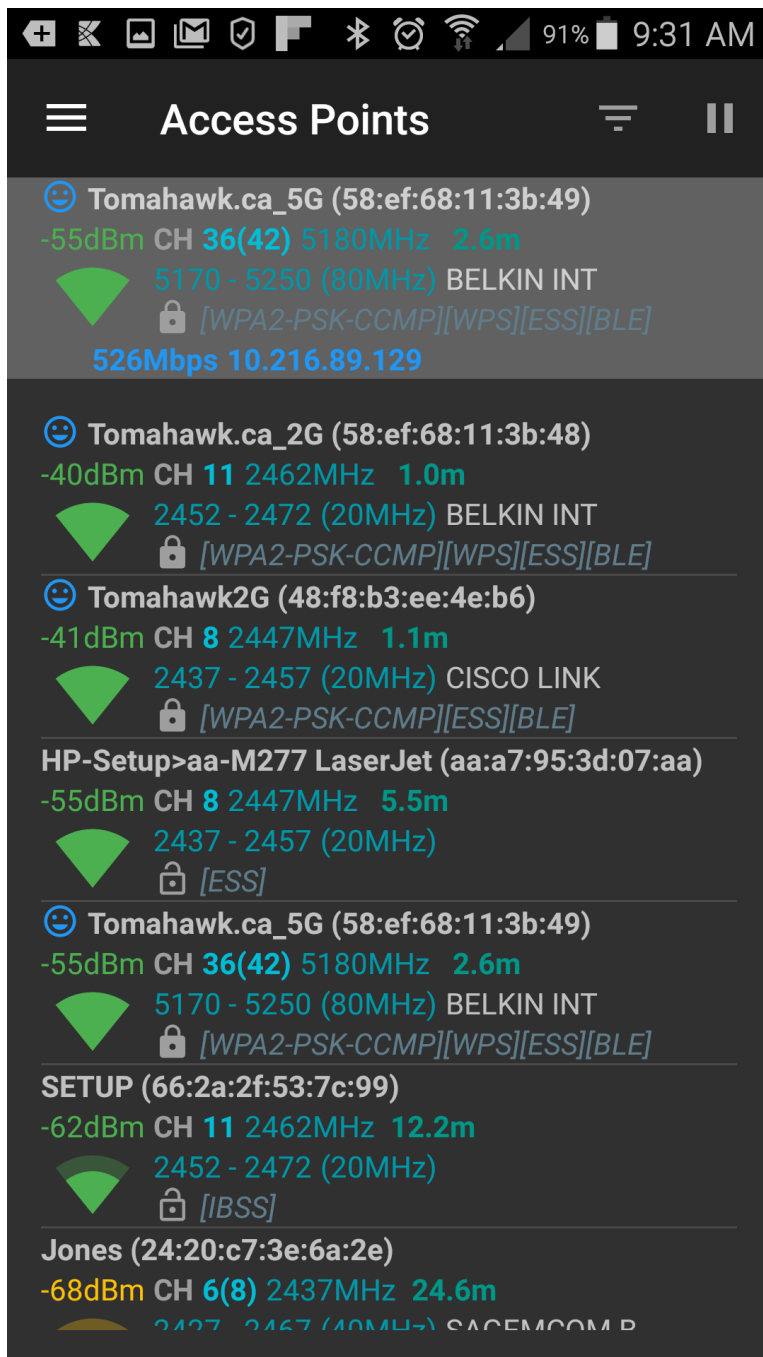 91% 9:31 AM
Access Points
Tomahawk.ca_5G (58:ef:68:11:3b:49)
-55dBm CH 36(42) 5180MHz 2.6m
5170 - 5250 (80MHz) BELKIN INT
[WPA2-PSK-CCMP][WPS][ESS][BLE]
526Mbps 10.216.89.129
Tomahawk.ca_2G (58:ef:68:11:3b:48)
-40dBm CH 11 2462MHz 1.0m
2452 - 2472 (20MHz) BELKIN INT
[WPA2-PSK-CCMP][WPS][ESS][BLE]
Tomahawk2G (48:f8:b3:ee:4e:b6)
-41dBm CH 8 2447MHz 1.1m
2437 - 2457 (20MHz) CISCO LINK
[WPA2-PSK-CCMP][ESS][BLE]
HP-Setup>aa-M277 LaserJet (aa:a7:95:3d:07:aa)
-55dBm CH 8 2447MHz 5.5m
2437 - 2457 (20MHz)
[ESS]
Tomahawk.ca_5G (58:ef:68:11:3b:49)
-55dBm CH 36(42) 5180MHz 2.6m
5170 - 5250 (80MHz) BELKIN INT
[WPA2-PSK-CCMP][WPS][ESS][BLE]
SETUP (66:2a:2f:53:7c:99)
-62dBm CH 11 2462MHz 12.2m
2452 - 2472 (20MHz)
[IBSS]
Jones (24:20:c7:3e:6a:2e)
-68dBm CH 6(8) 2437MHz 24.6m
2427 - 2467 (40MHz) SAGEMCOM B